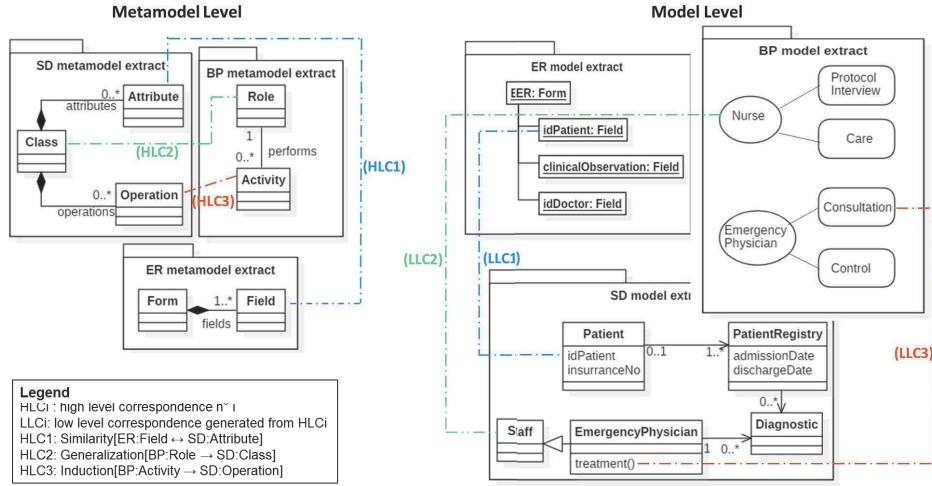 Metamodel Level
SD metamodel extract
0..*
attributes
Attribute
Class
0..*
operations
Operation
BP metamodel extract
Role
1
performs
0..*
Activity
(HLC2)
(HLC3)
(HLC1)
ER metamodel extract
Form
1..*
fields
Field
Legend
HLCi : high level correspondence n° i
LLCi: low level correspondence generated from HLCi
HLC1: Similarity[ER:Field ↔ SD:Attribute]
HLC2: Generalization[BP:Role → SD:Class]
HLC3: Induction[BP:Activity → SD:Operation]
Model Level
ER model extract
EER: Form
idPatient: Field
clinicalObservation: Field
idDoctor: Field
BP model extract
Nurse
Protocol
Interview
Care
Emergency
Physician
Consultation
Control
(LLC2)
(LLC1)
(LLC3)
SD model extr
Patient
idPatient
insurranceNo
0..1
1..*
PatientRegistry
admissionDate
dischargeDate
0..*
Staff
EmergencyPhysician
treatment()
1
0..*
Diagnostic